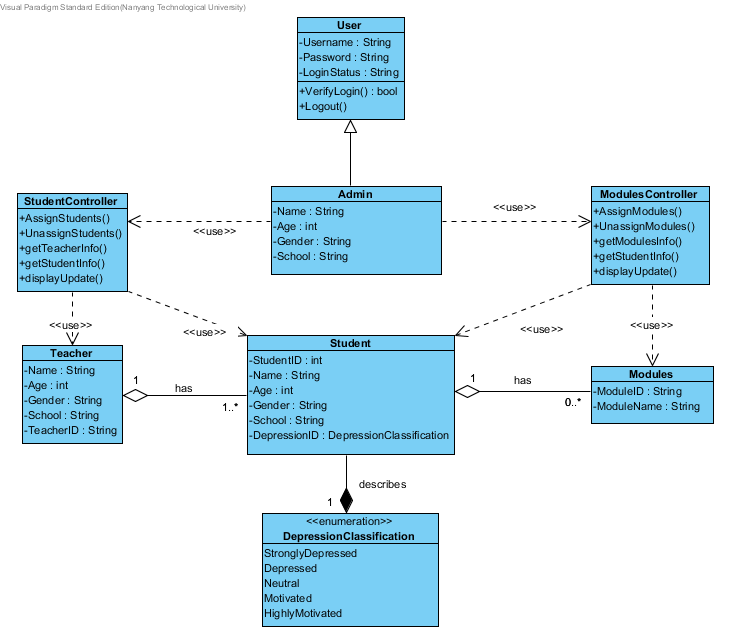 Visual Paradigm Standard Edition(Nanyang Technological University)
User
-Username : String
-Password : String
-LoginStatus : String
+VerifyLogin() : bool
+Logout()
StudentController
+AssignStudents()
+UnassignStudents()
+getTeacherInfo()
+getStudentInfo()
+displayUpdate()
<<use>>
Admin
-Name : String
-Age : int
-Gender : String
-School : String
<<use>>
ModulesController
+AssignModules()
+UnassignModules()
+getModulesInfo()
+getStudentInfo()
+displayUpdate()
<<use>>
<<use>>
<<use>>
<<use>>
Teacher
-Name : String
-Age : int
-Gender : String
-School : String
-TeacherID : String
1
has
1..*
Student
-StudentID : int
-Name : String
-Age : int
-Gender : String
-School : String
-DepressionID : DepressionClassification
1
has
0..*
Modules
-ModuleID : String
-ModuleName : String
describes
1
<<enumeration>>
DepressionClassification
StronglyDepressed
Depressed
Neutral
Motivated
HighlyMotivated